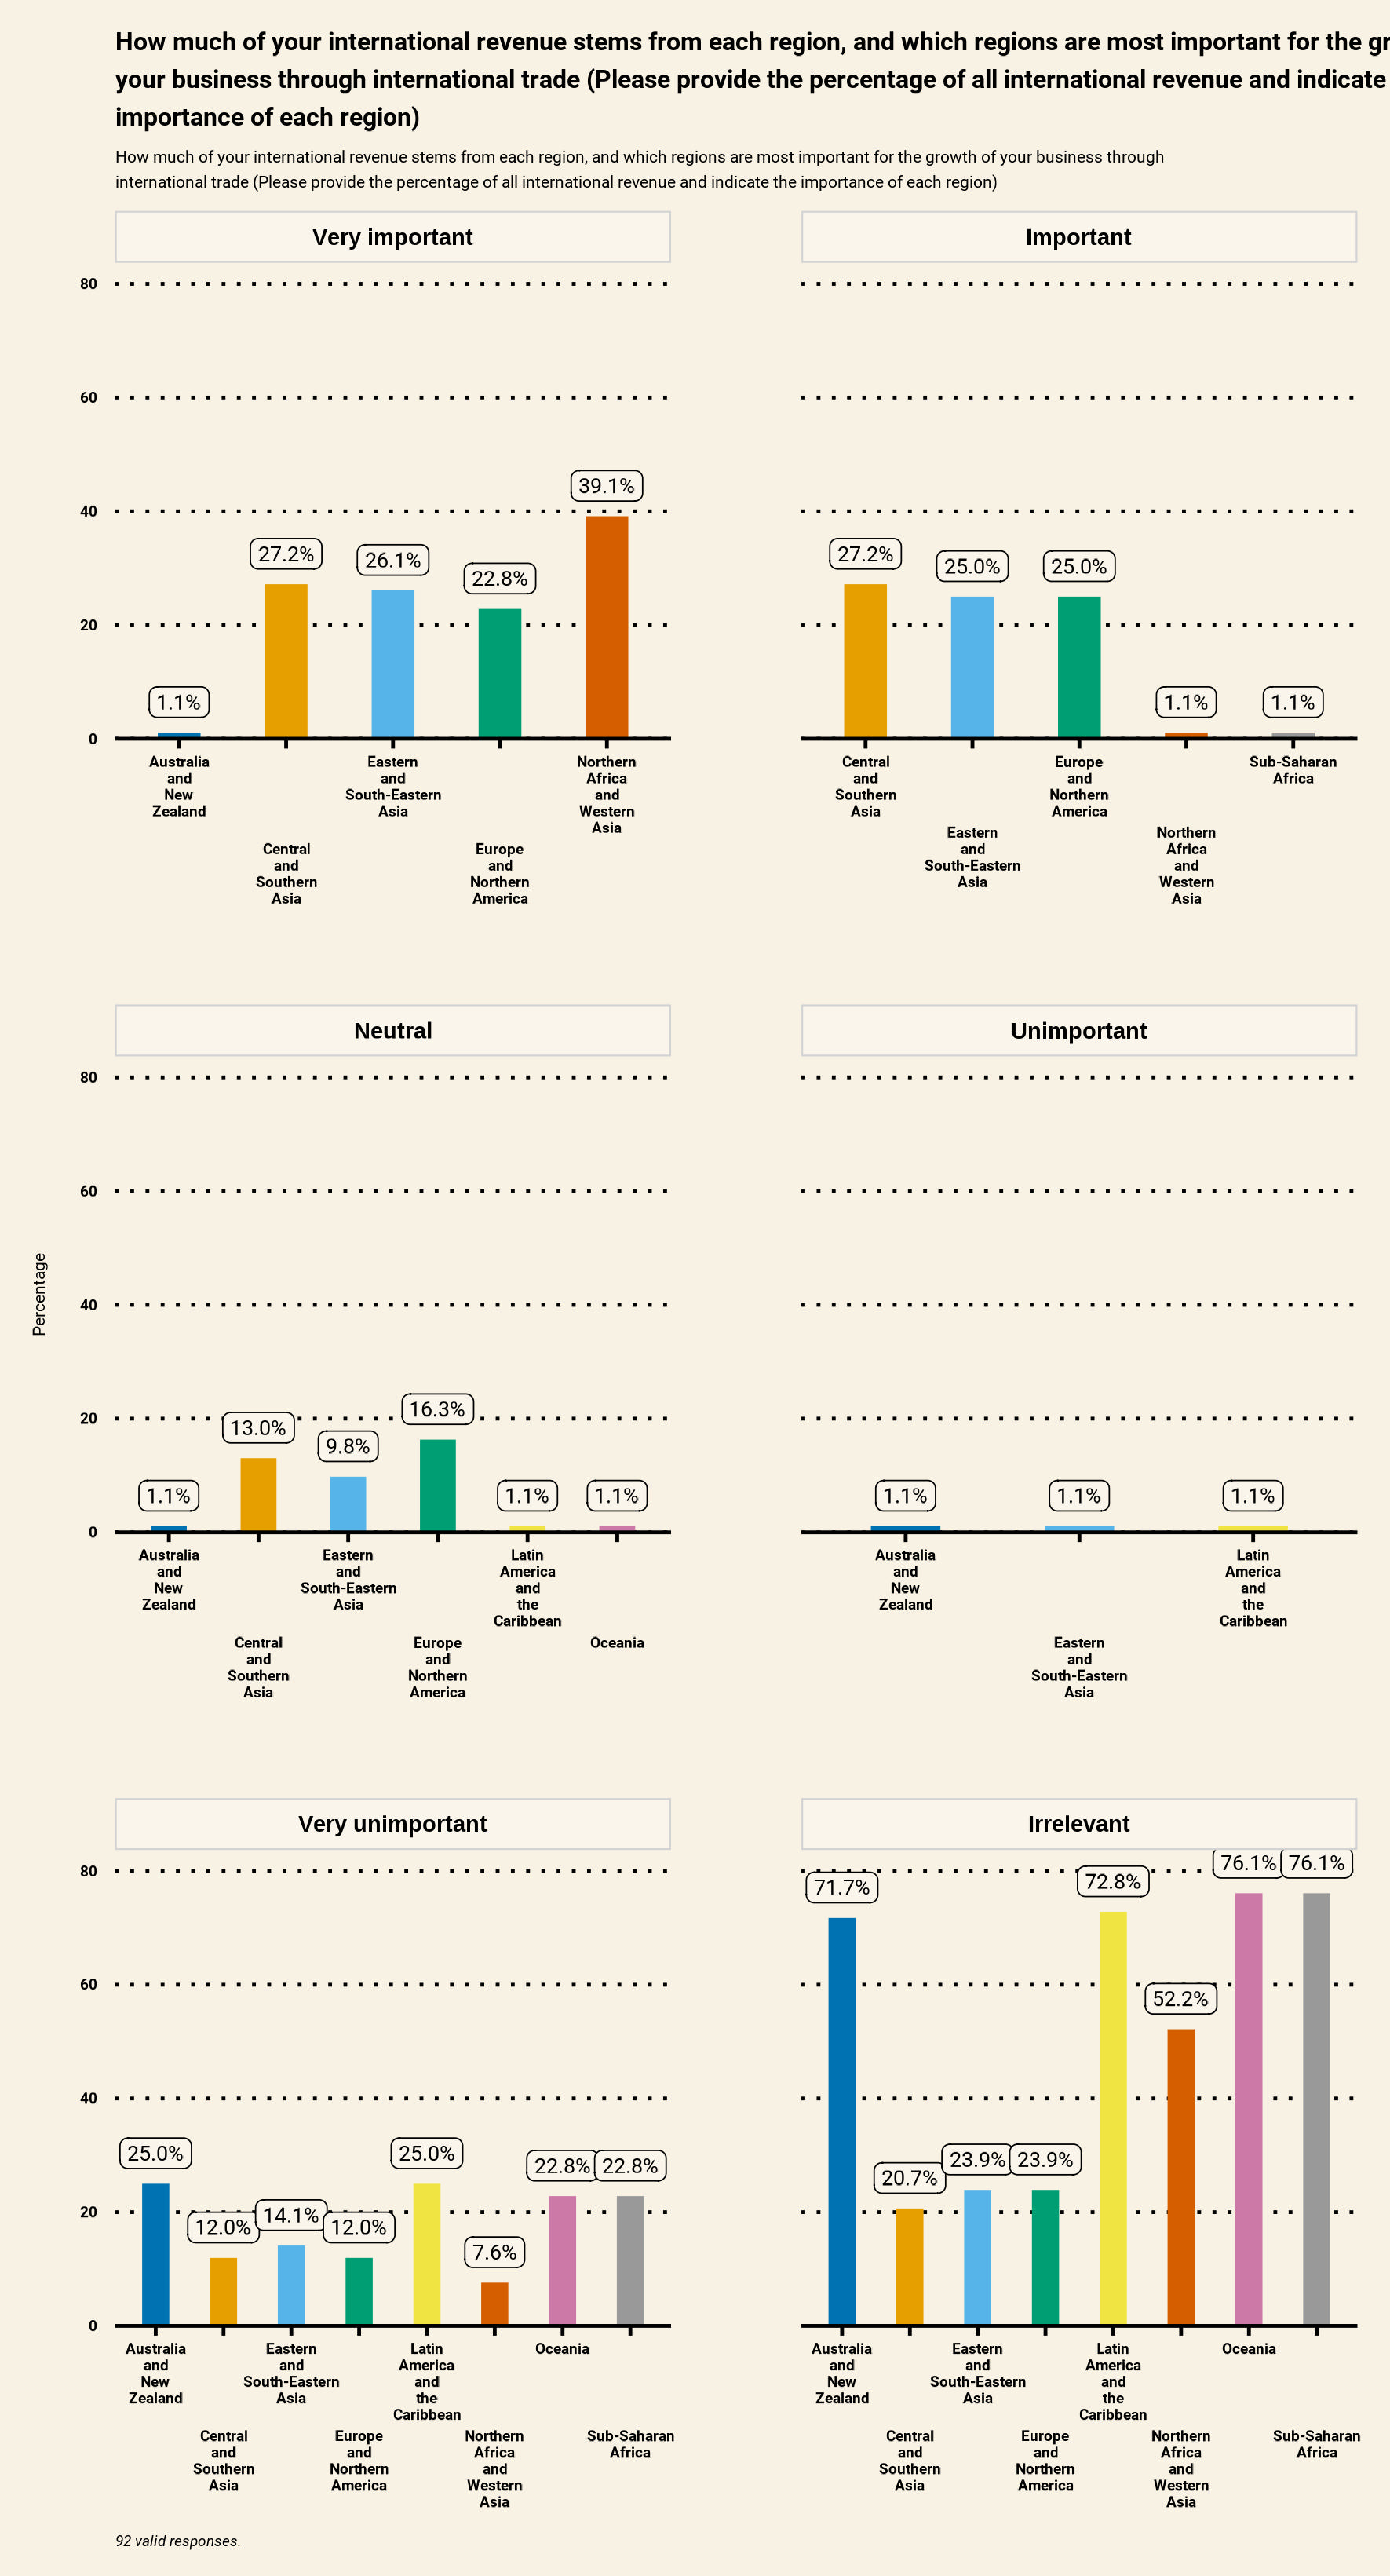 How much of your international revenue stems from each region, and which regions are most important for the gr
your business through international trade (Please provide the percentage of all international revenue and indicate
importance of each region)
How much of your international revenue stems from each region, and which regions are most important for the growth of your business through
international trade (Please provide the percentage of all international revenue and indicate the importance of each region)
Very important
Important
80
60
40
20
0
39.1%
27.2%
26.1%
22.8%
1.1%
27.2%
25.0%
25.0%
1.1%
1.1%
Australia
and
New
Zealand
Central
and
Southern
Asia
Eastern
and
South-Eastern
Asia
Europe
and
Northern
America
Northern
Africa
and
Western
Asia
Central
and
Southern
Asia
Eastern
and
South-Eastern
Asia
Europe
and
Northern
America
Northern
Africa
and
Western
Asia
Sub-Saharan
Africa
Percentage
Neutral
Unimportant
80
60
40
20
0
1.1%
13.0%
9.8%
16.3%
1.1%
1.1%
1.1%
1.1%
1.1%
Australia
and
New
Zealand
Central
and
Southern
Asia
Eastern
and
South-Eastern
Asia
Europe
and
Northern
America
Latin
America
and
the
Caribbean
Oceania
Australia
and
New
Zealand
Eastern
and
South-Eastern
Asia
Latin
America
and
the
Caribbean
Very unimportant
Irrelevant
80
60
40
20
0
25.0%
12.0%
14.1%
12.0%
25.0%
7.6%
22.8%
22.8%
71.7%
20.7%
23.9%
23.9%
72.8%
52.2%
76.1%
76.1%
Australia
and
New
Zealand
Central
and
Southern
Asia
Eastern
and
South-Eastern
Asia
Europe
and
Northern
America
Latin
America
and
the
Caribbean
Northern
Africa
and
Western
Asia
Oceania
Sub-Saharan
Africa
Australia
and
New
Zealand
Central
and
Southern
Asia
Eastern
and
South-Eastern
Asia
Europe
and
Northern
America
Latin
America
and
the
Caribbean
Northern
Africa
and
Western
Asia
Oceania
Sub-Saharan
Africa
92 valid responses.